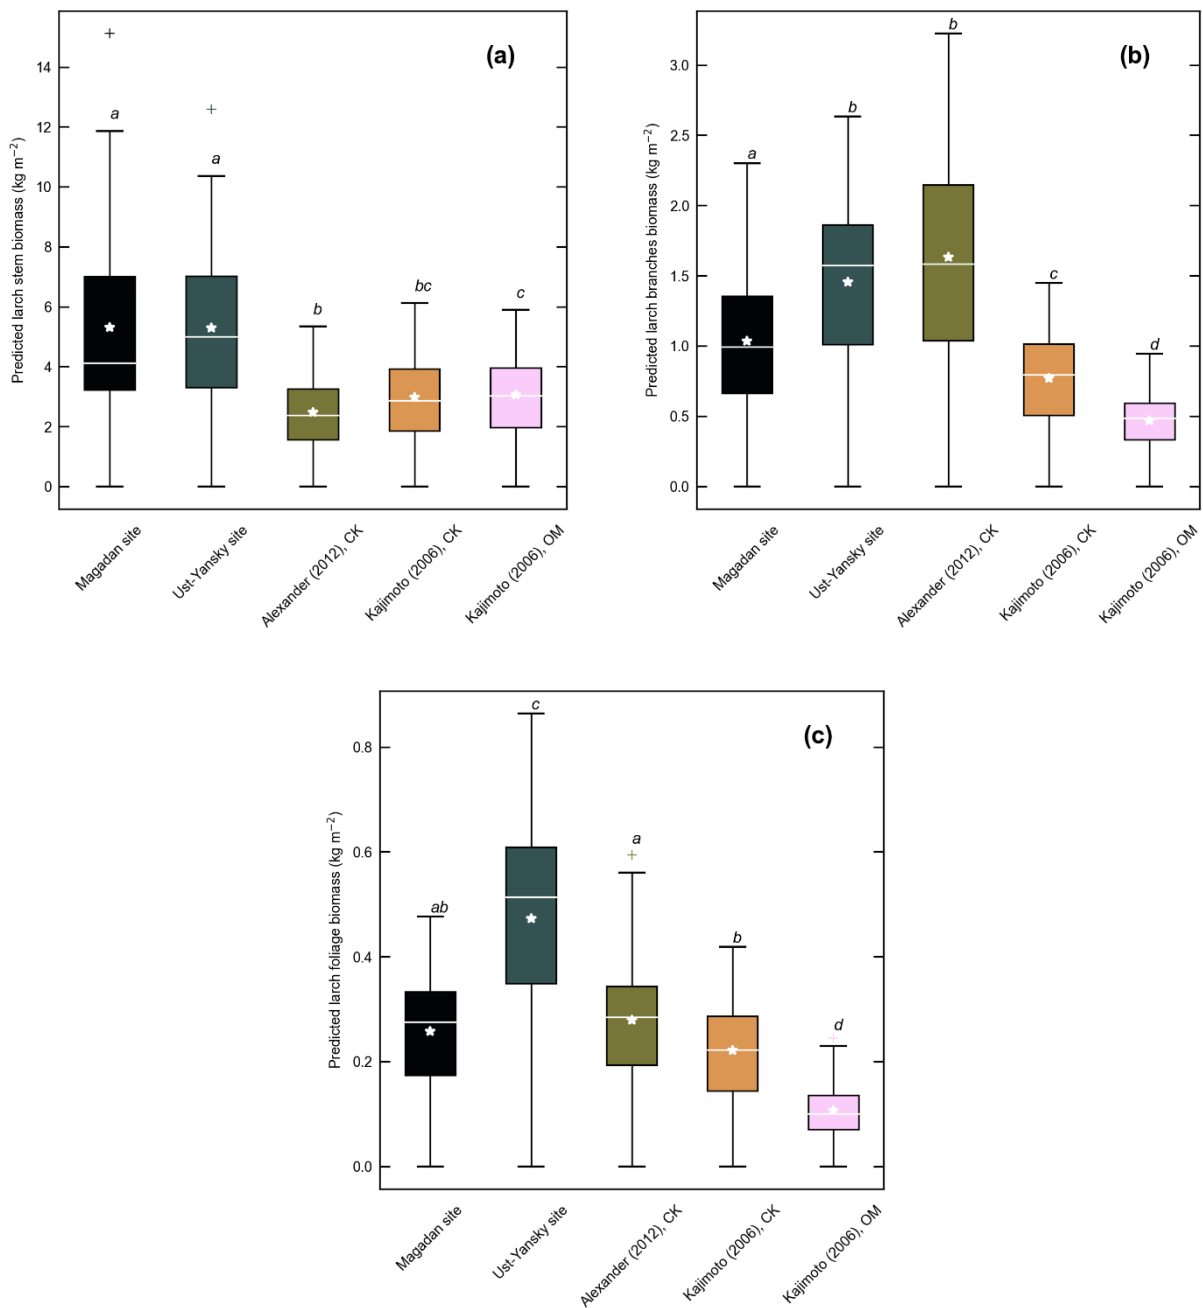 (a)
Predicted larch stem biomass (kg m⁻²)
14
12
10
8
6
4
2
0
a
a
b
bc
c
Magadan site
Ust-Yansky site
Alexander (2012), CK
Kajimoto (2006), CK
Kajimoto (2006), OM
(b)
Predicted larch branches biomass (kg m⁻²)
3.0
2.5
2.0
1.5
1.0
0.5
0.0
a
b
b
c
d
Magadan site
Ust-Yansky site
Alexander (2012), CK
Kajimoto (2006), CK
Kajimoto (2006), OM
(c)
Predicted larch foliage biomass (kg m⁻²)
0.8
0.6
0.4
0.2
0.0
ab
c
a
b
d
Magadan site
Ust-Yansky site
Alexander (2012), CK
Kajimoto (2006), CK
Kajimoto (2006), OM